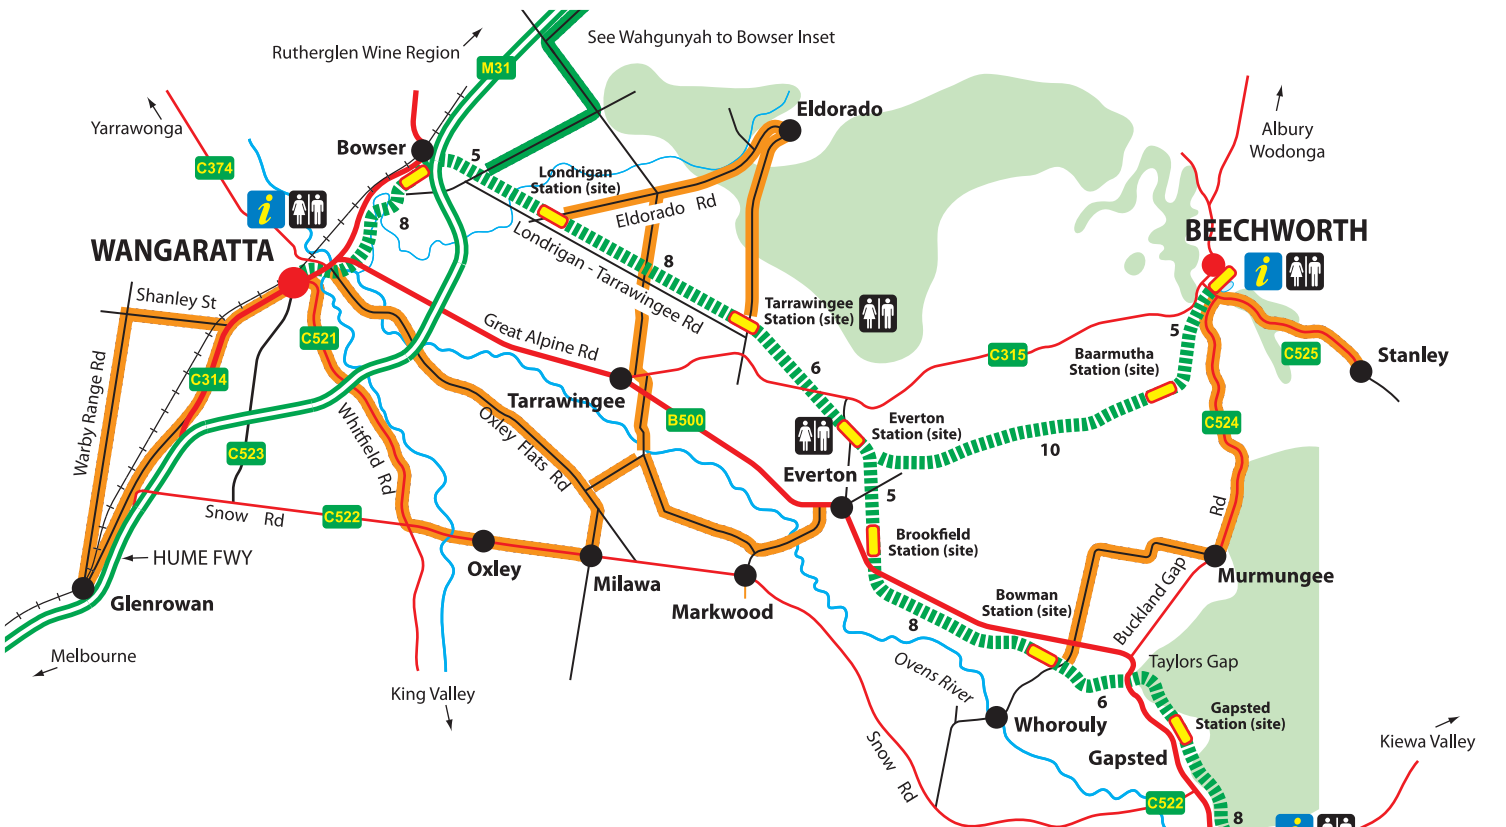 See Wahgunyah to Bowser Inset
Rutherglen Wine Region
M31
Yarrawonga
Eldorado
Albury
Wodonga
Bowser
5
C374
Londrigan
Station (site)
i
8
Eldorado Rd
BEECHWORTH
WANGARATTA
Londrigan - Tarrawingee Rd
8
i
Shanley St
Tarrawingee
Station (site)
C521
Great Alpine Rd
5
C315
Baarmutha
Station (site)
C525
Stanley
6
C314
Warby Range Rd
Tarrawingee
B500
Everton
Station (site)
C524
Whitfield Rd
Oxley Flats Rd
C523
10
Everton
5
Rd
Snow Rd
C522
Brookfield
Station (site)
HUME FWY
Oxley
Milawa
Murmungee
Glenrowan
Markwood
Bowman
Station (site)
Buckland Gap
8
Melbourne
Ovens River
Taylors Gap
King Valley
6
Gapsted
Station (site)
Whorouly
Kiewa Valley
Snow Rd
Gapsted
C522
8